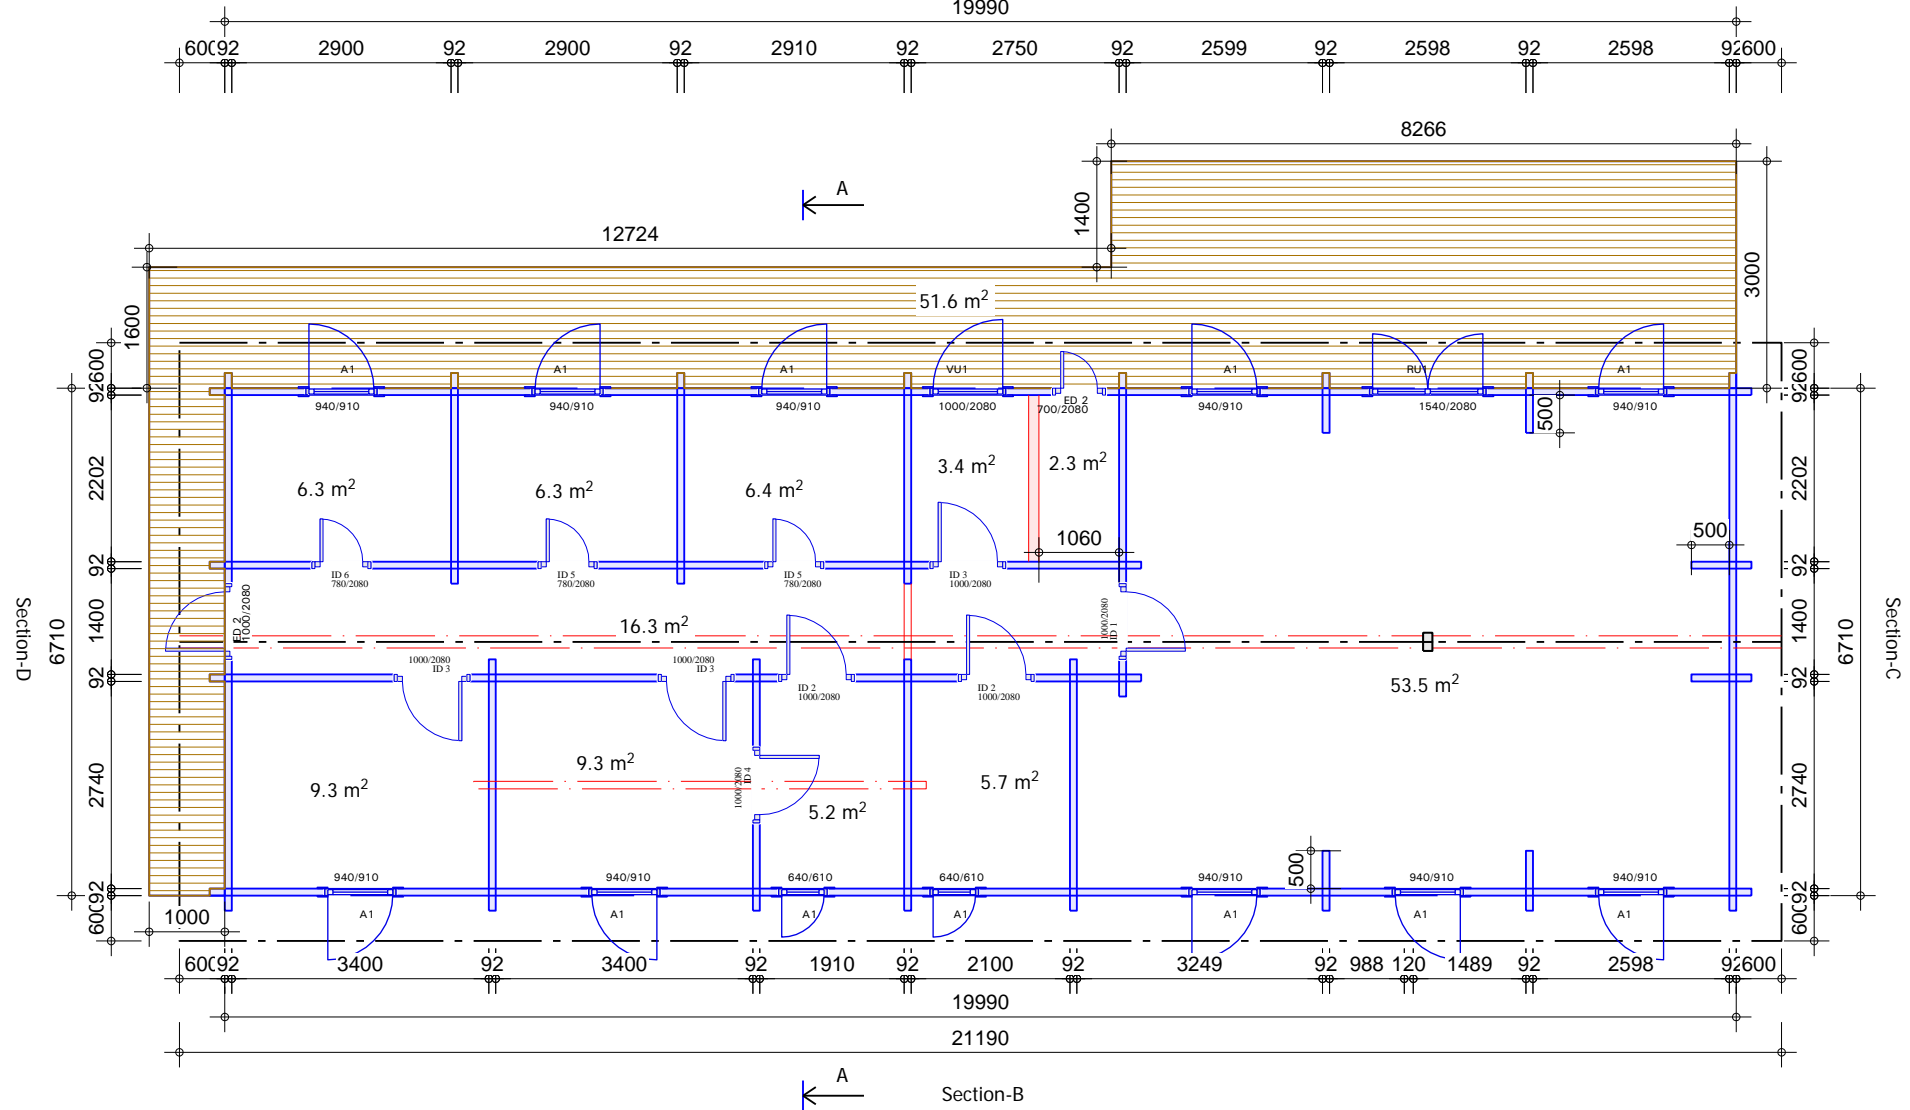 19990
600 92 2900 92 2900 92 2910 92 2750 92 2599 92 2598 92 2598 92 600
8266
A
1400
12724
3000
51.6 m²
1600
600 92 2202 92 1400 92 2740 92 600
6710
Section-D
A1 A1 A1 VU1 A1 RU1 A1
940/910 940/910 940/910 1000/2080 ED 2 700/2080 940/910 1540/2080 940/910
500
6.3 m² 6.3 m² 6.4 m² 3.4 m² 2.3 m²
1060
500
ID 6 ID 5 ID 5 ID 3
780/2080 780/2080 780/2080 1000/2080
ED 2
1000/2080
16.3 m²
1000/2080
ID 1
1000/2080 1000/2080
ID 3 ID 3
ID 2 ID 2
1000/2080 1000/2080
53.5 m²
9.3 m² 9.3 m²
1000/2080
ID 4
5.2 m² 5.7 m²
500
940/910 940/910 640/610 640/610 940/910 940/910 940/910
A1 A1 A1 A1 A1 A1 A1
600 92 2202 92 1400 92 2740 92 600
6710
Section-C
1000
600 92 3400 92 3400 92 1910 92 2100 92 3249 92 988 120 1489 92 2598 92 600
19990
21190
A
Section-B